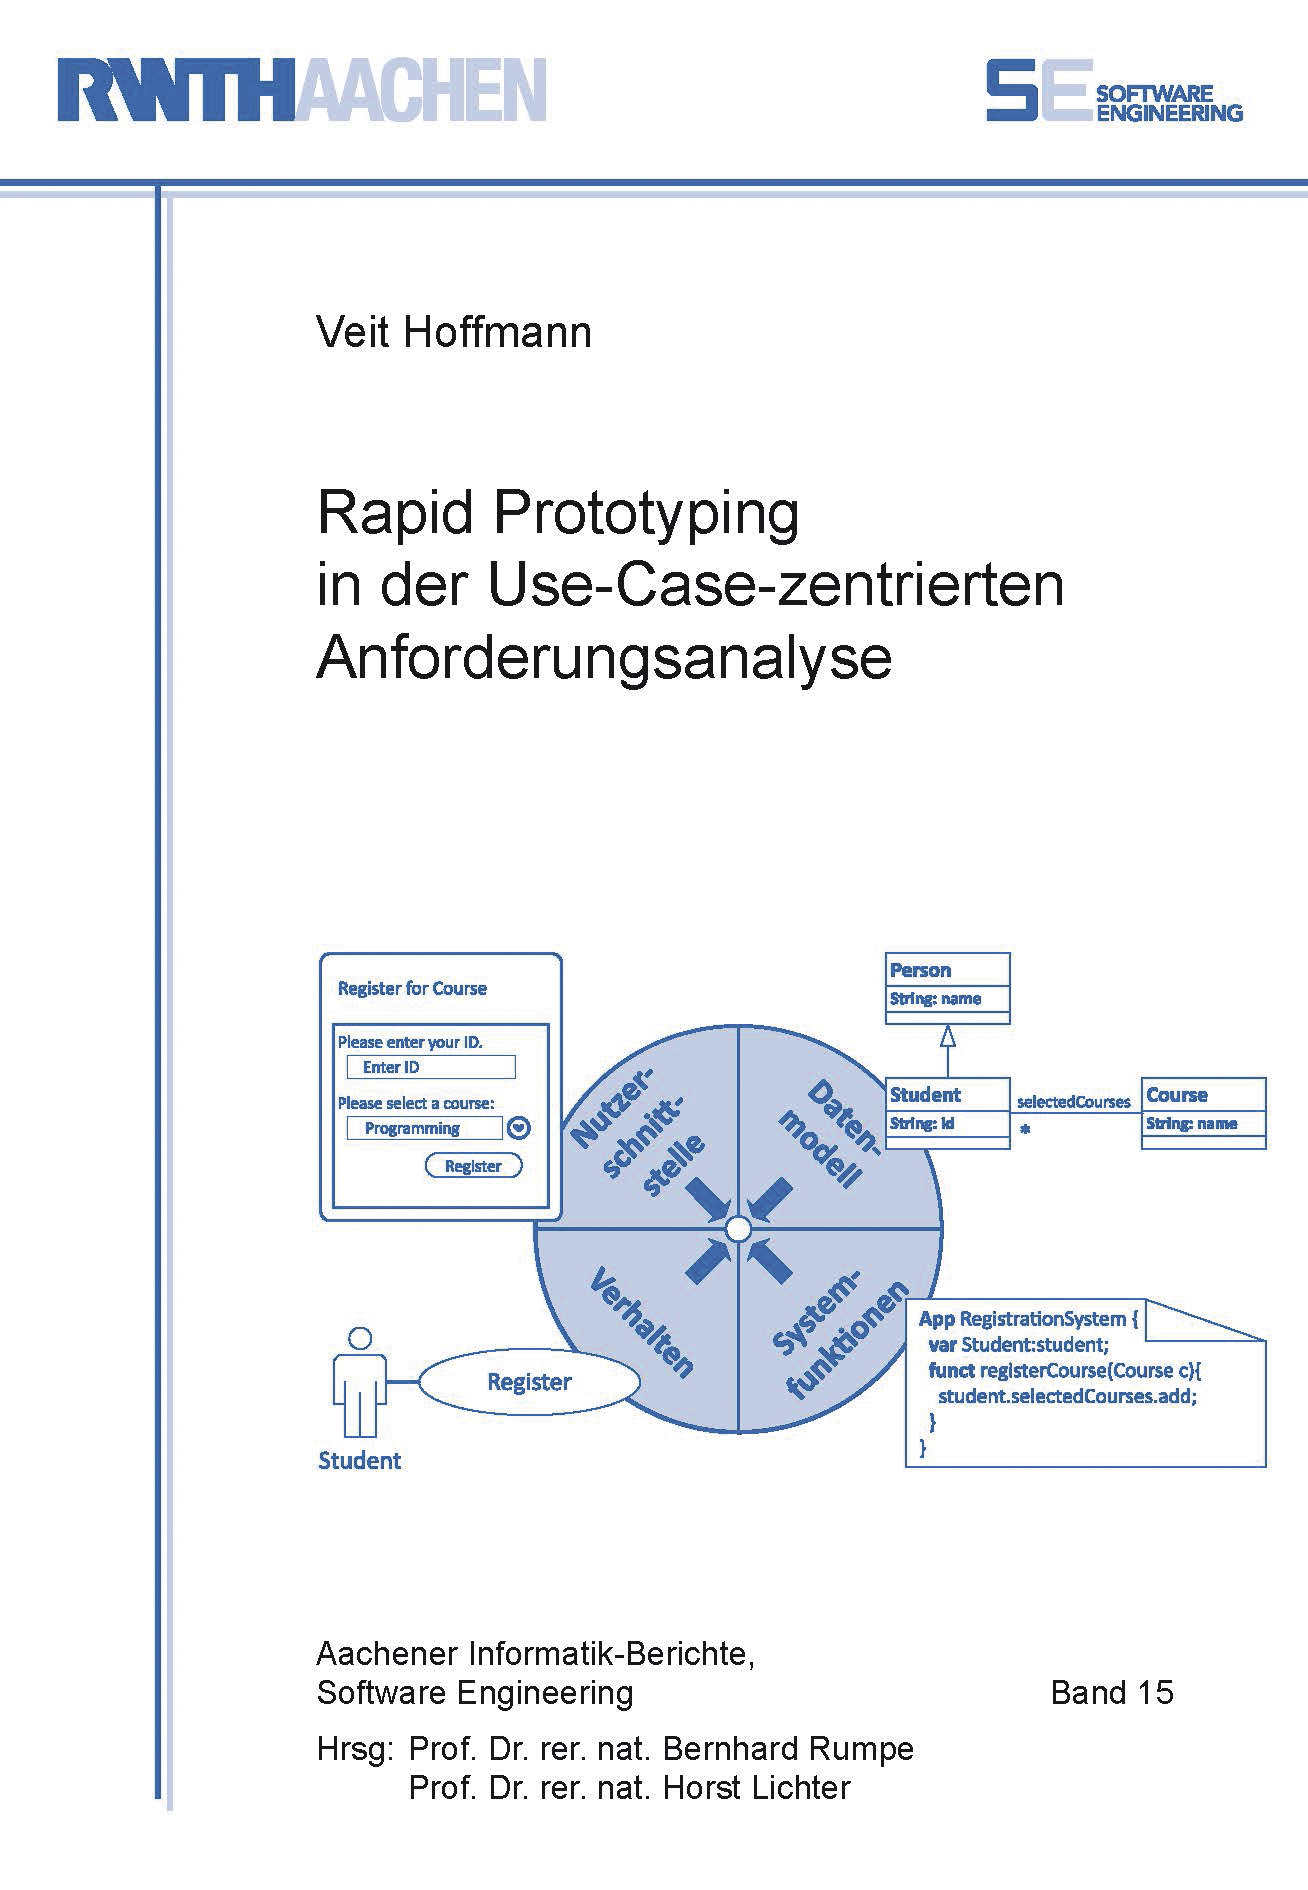 RWTHAACHEN
SE SOFTWARE
ENGINEERING
Veit Hoffmann
Rapid Prototyping
in der Use-Case-zentrierten
Anforderungsanalyse
Register for Course
Please enter your ID.
Enter ID
Please select a course:
Programming
Register
Nutzer-
schnitt-
stelle
Daten-
modell
Person
String: name
Student
String: id
selectedCourses
*
Course
String: name
Verhalten
System-
funktionen
Register
Student
App RegistrationSystem {
var Student:student;
funct registerCourse(Course c){
student.selectedCourses.add;
}
}
Aachener Informatik-Berichte,
Software Engineering
Band 15
Hrsg: Prof. Dr. rer. nat. Bernhard Rumpe
Prof. Dr. rer. nat. Horst Lichter